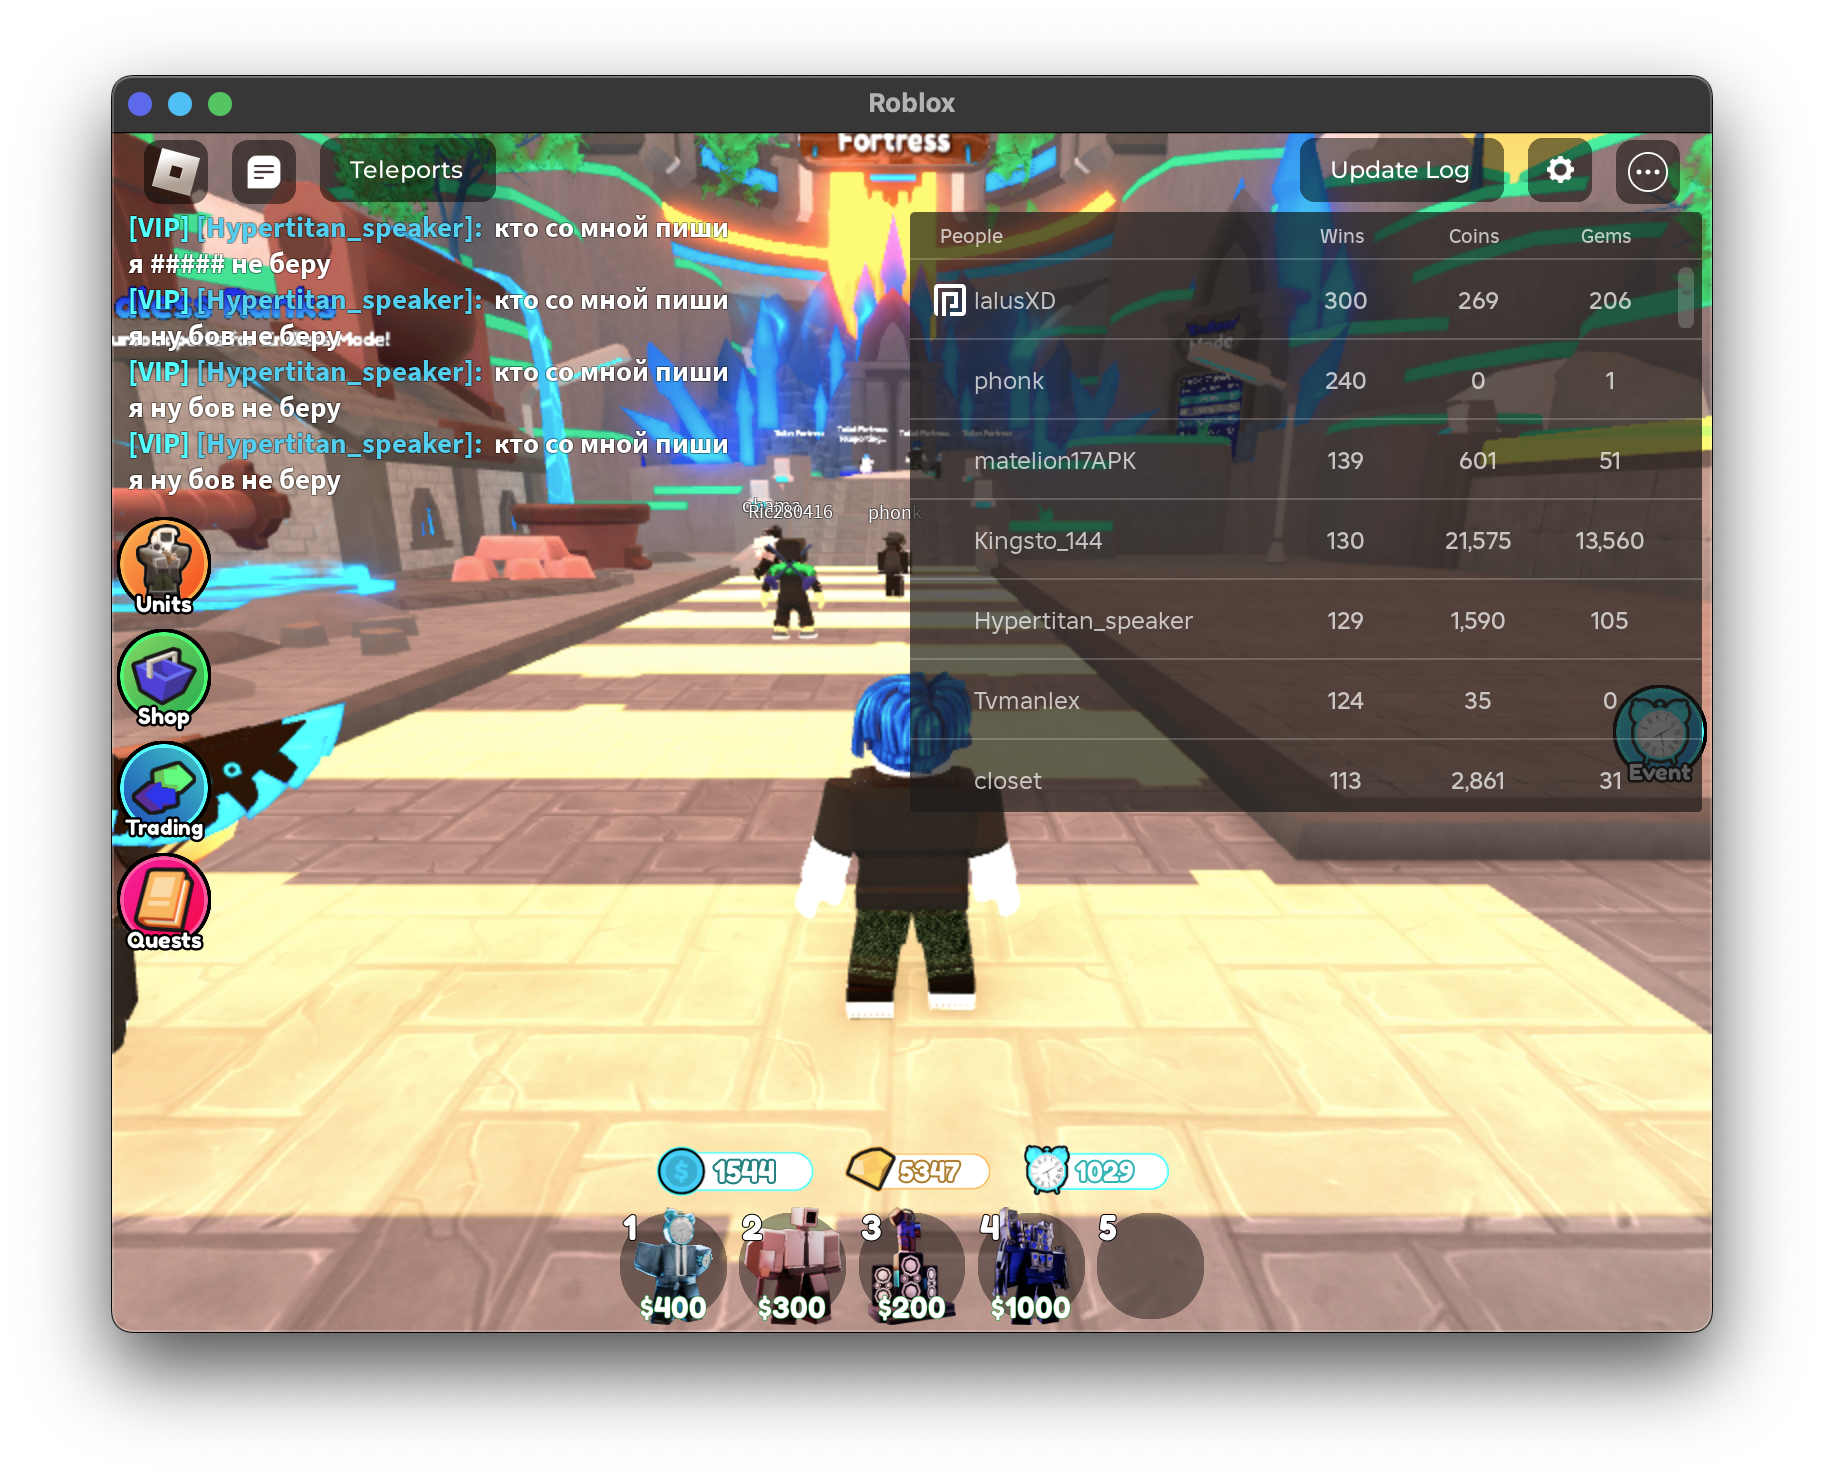 Roblox
Fortress
Teleports
Update Log
[VIP] [Hypertitan_speaker]: кто со мной пиши
я ##### не беру
[VIP] [Hypertitan_speaker]: кто со мной пиши
я ну бов не беру
[VIP] [Hypertitan_speaker]: кто со мной пиши
я ну бов не беру
[VIP] [Hypertitan_speaker]: кто со мной пиши
я ну бов не беру
Mode!
People Wins Coins Gems
lalusXD 300 269 206
phonk 240 0 1
matelion17APK 139 601 51
Kingsto_144 130 21,575 13,560
Hypertitan_speaker 129 1,590 105
Tvmanlex 124 35 0
closet 113 2,861 31
Mode
Ric280416
phonk
Units
Shop
Trading
Quests
Event
1544
5347
1029
1 2 3 4 5
$400 $300 $200 $1000